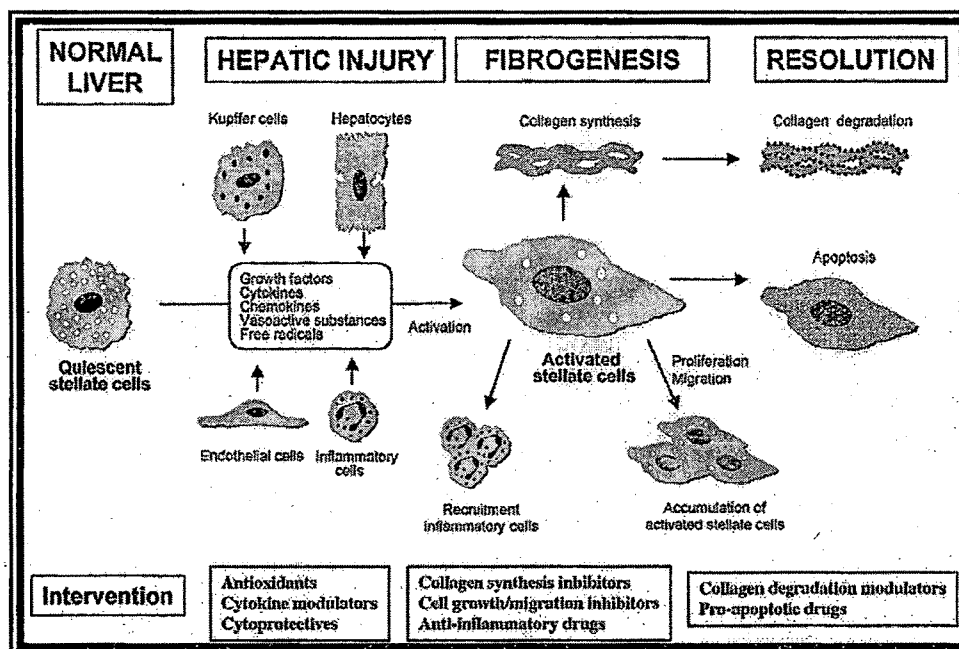 NORMAL
LIVER
HEPATIC INJURY
FIBROGENESIS
RESOLUTION
Kupffer cells
Hepatocytes
Collagen synthesis
Collagen degradation
Growth factors
Cytokines
Chemokines
Vasoactive substances
Free radicals
Activation
Quiescent
stellate cells
Activated
stellate cells
Apoptosis
Proliferation
Migration
Endothelial cells
Inflammatory
cells
Recruitment
inflammatory cells
Accumulation of
activated stellate cells
Intervention
Antioxidants
Cytokine modulators
Cytoprotectives
Collagen synthesis inhibitors
Cell growth/migration inhibitors
Anti-inflammatory drugs
Collagen degradation modulators
Pro-apoptotic drugs